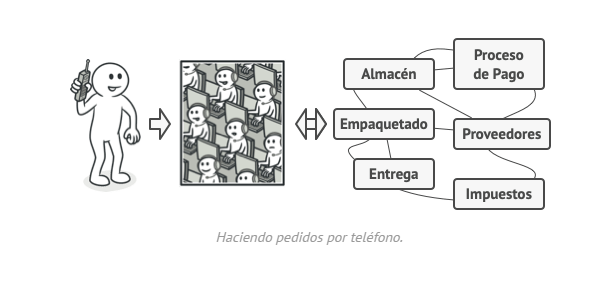 Almacén
Proceso
de Pago
Empaquetado
Proveedores
Entrega
Impuestos
Haciendo pedidos por teléfono.